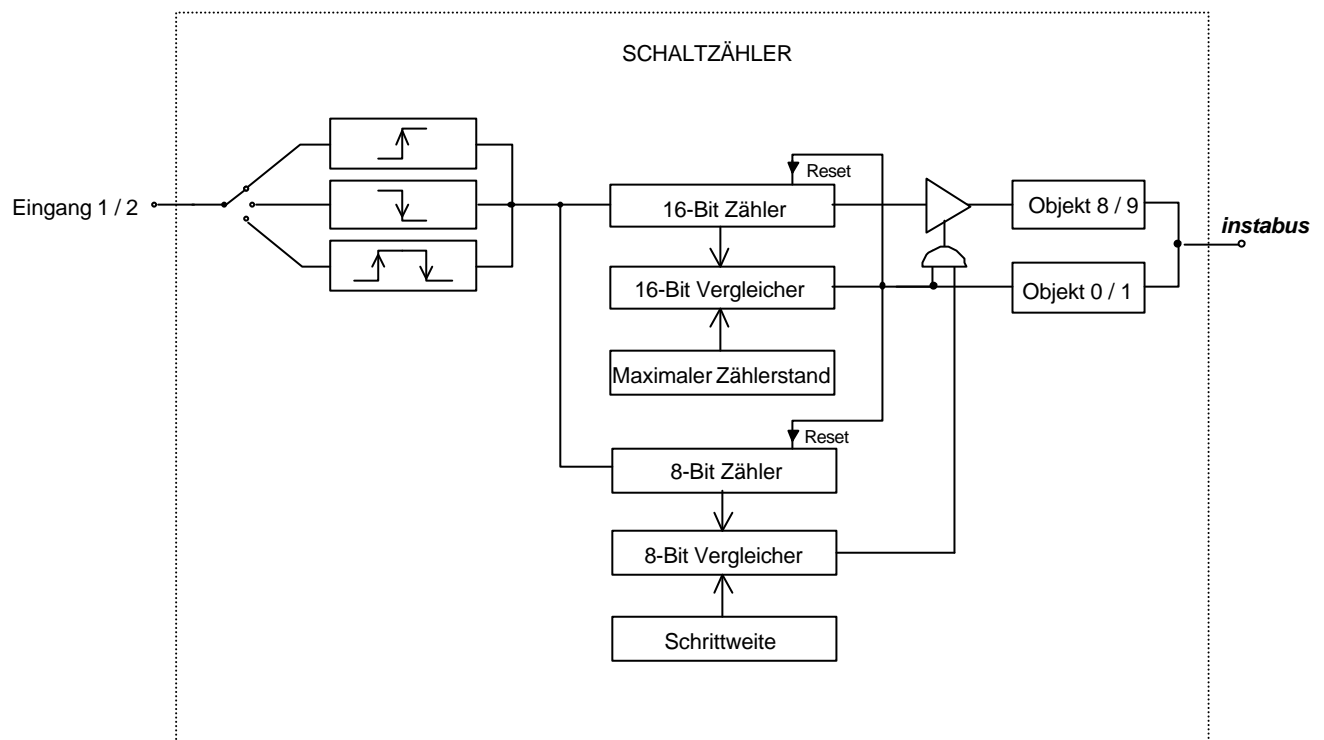 SCHALTZÄHLER
Eingang 1 / 2
Reset
16-Bit Zähler
Objekt 8 / 9
instabus
16-Bit Vergleicher
Objekt 0 / 1
Maximaler Zählerstand
Reset
8-Bit Zähler
8-Bit Vergleicher
Schrittweite